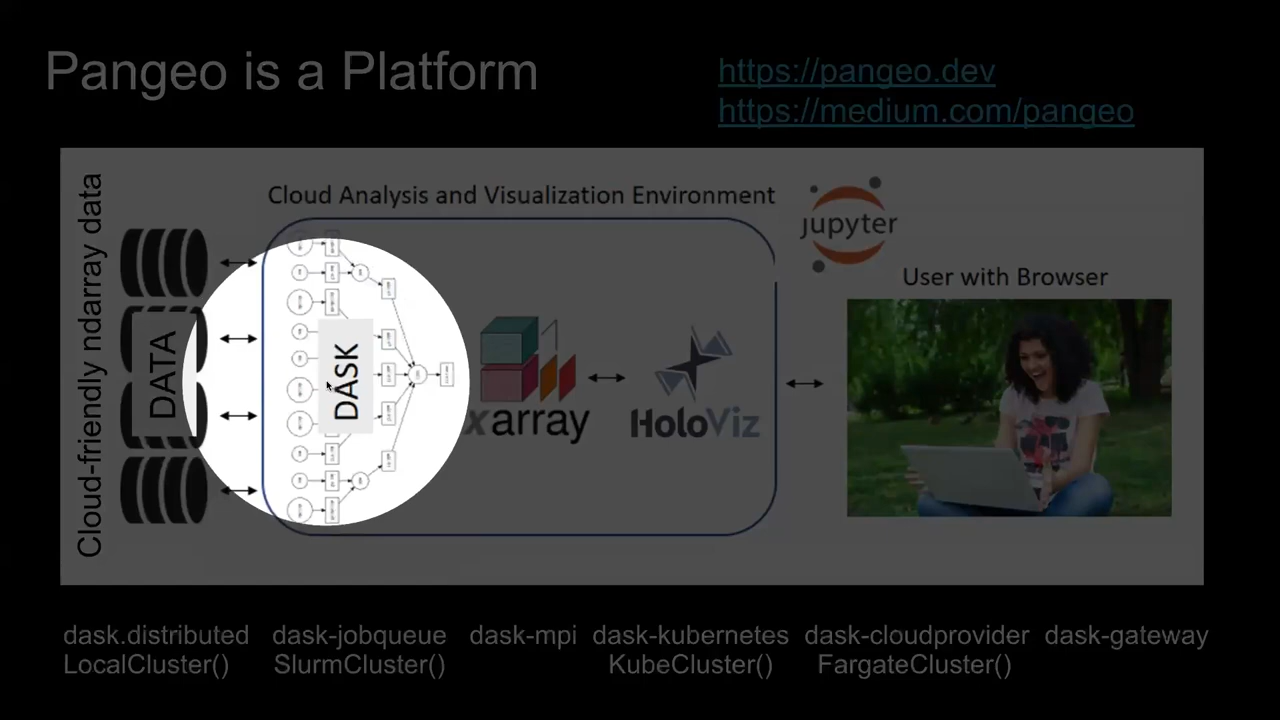 Pangeo is a Platform
https://pangeo.dev
https://medium.com/pangeo
Cloud-friendly ndarray data
DATA
Cloud Analysis and Visualization Environment
DASK
xarray
HoloViz
jupyter
User with Browser
dask.distributed dask-jobqueue dask-mpi dask-kubernetes dask-cloudprovider dask-gateway
LocalCluster() SlurmCluster() KubeCluster() FargateCluster()